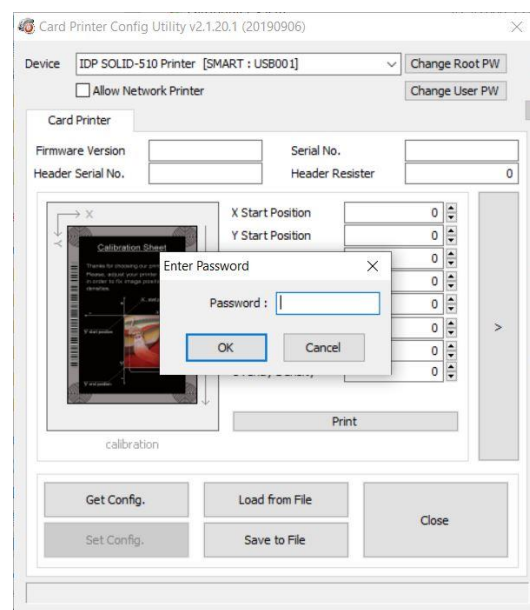 Card Printer Config Utility v2.1.20.1 (20190906)
Device IDP SOLID-510 Printer [SMART : USB001] Change Root PW
Allow Network Printer Change User PW
Card Printer
Firmware Version Serial No.
Header Serial No. Header Resister 0
X X Start Position 0
Y Y Start Position 0
Calibration Sheet
0
0
0
0
0
0
Enter Password
Password :
OK Cancel
>
Print
calibration
Get Config. Load from File
Close
Set Config. Save to File